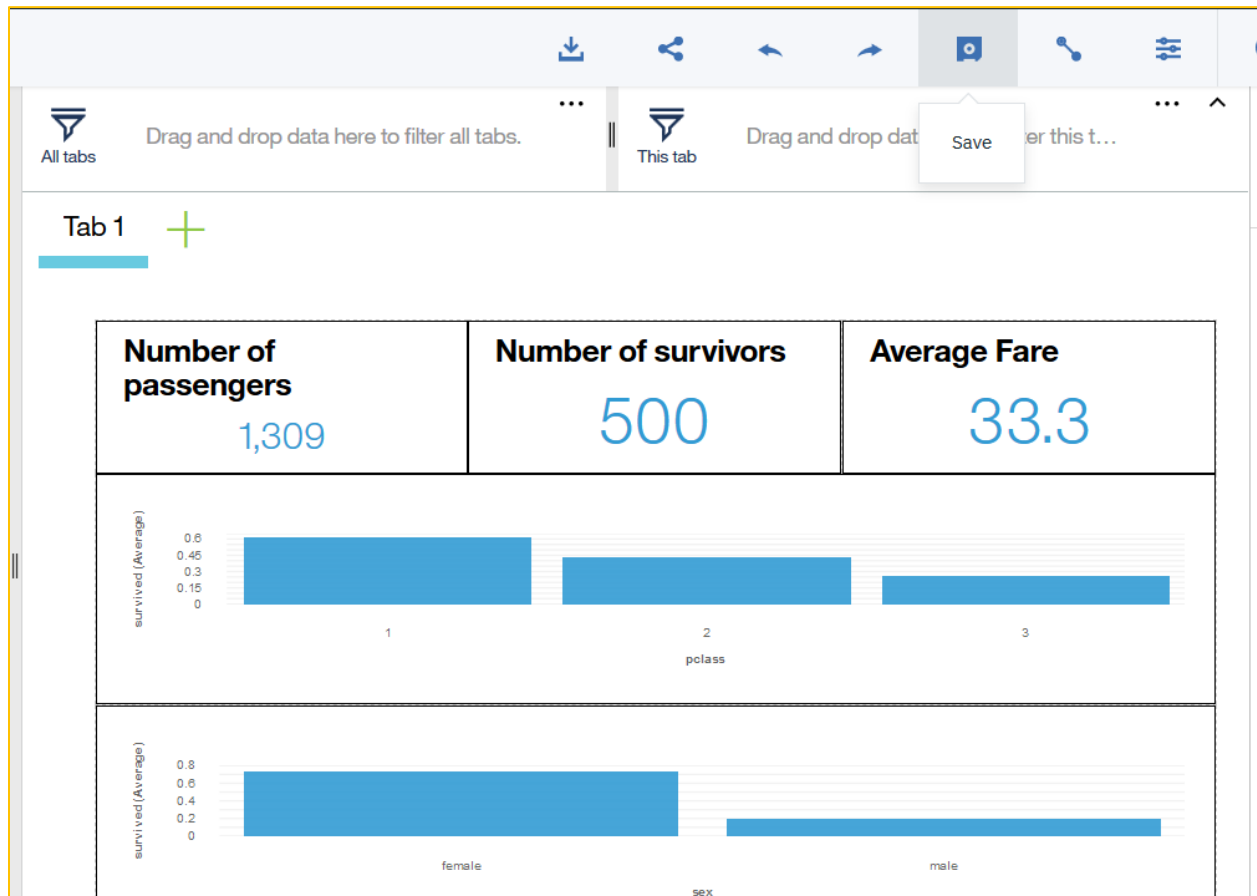 All tabs
Drag and drop data here to filter all tabs.
This tab
Drag and drop dat
Save
er this t...
Tab 1
Number of
passengers
1,309
Number of survivors
500
Average Fare
33.3
survived (Average)
0.6
0.45
0.3
0.15
0
1
2
3
pclass
survived (Average)
0.8
0.6
0.4
0.2
0
female
male
sex